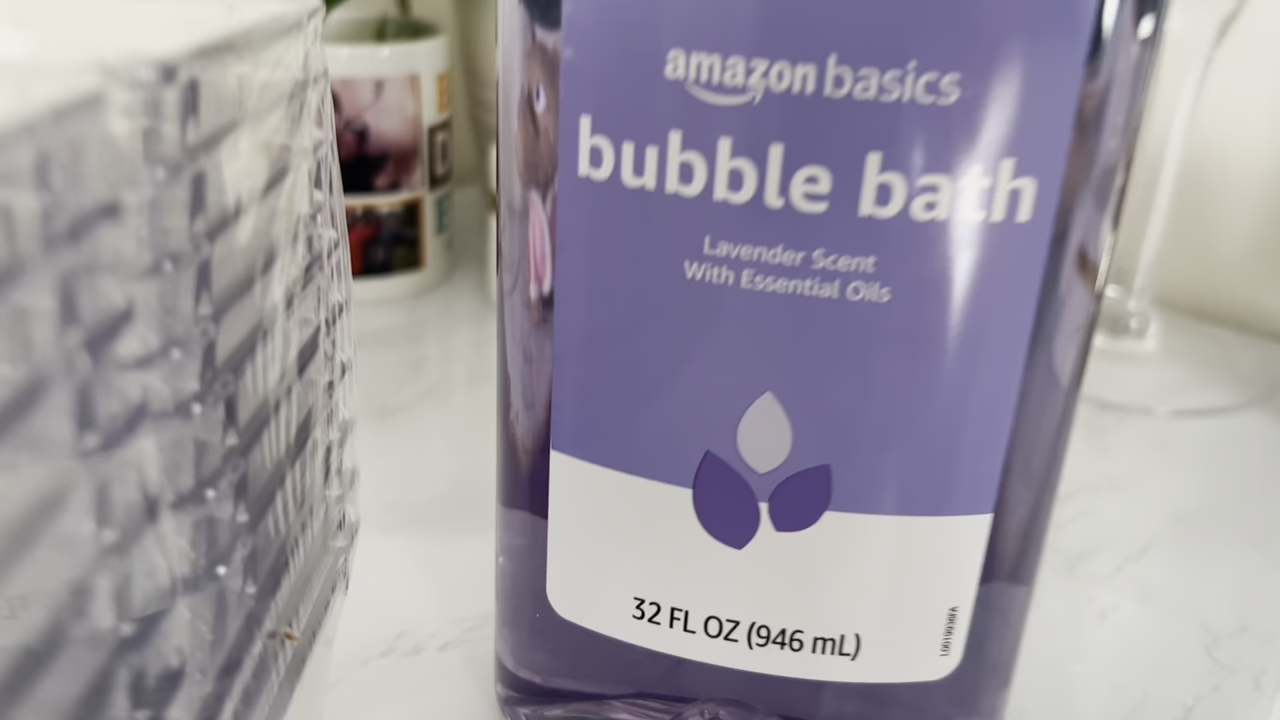 amazon basics
bubble bath
Lavender Scent
With Essential Oils
32 FL OZ (946 mL)